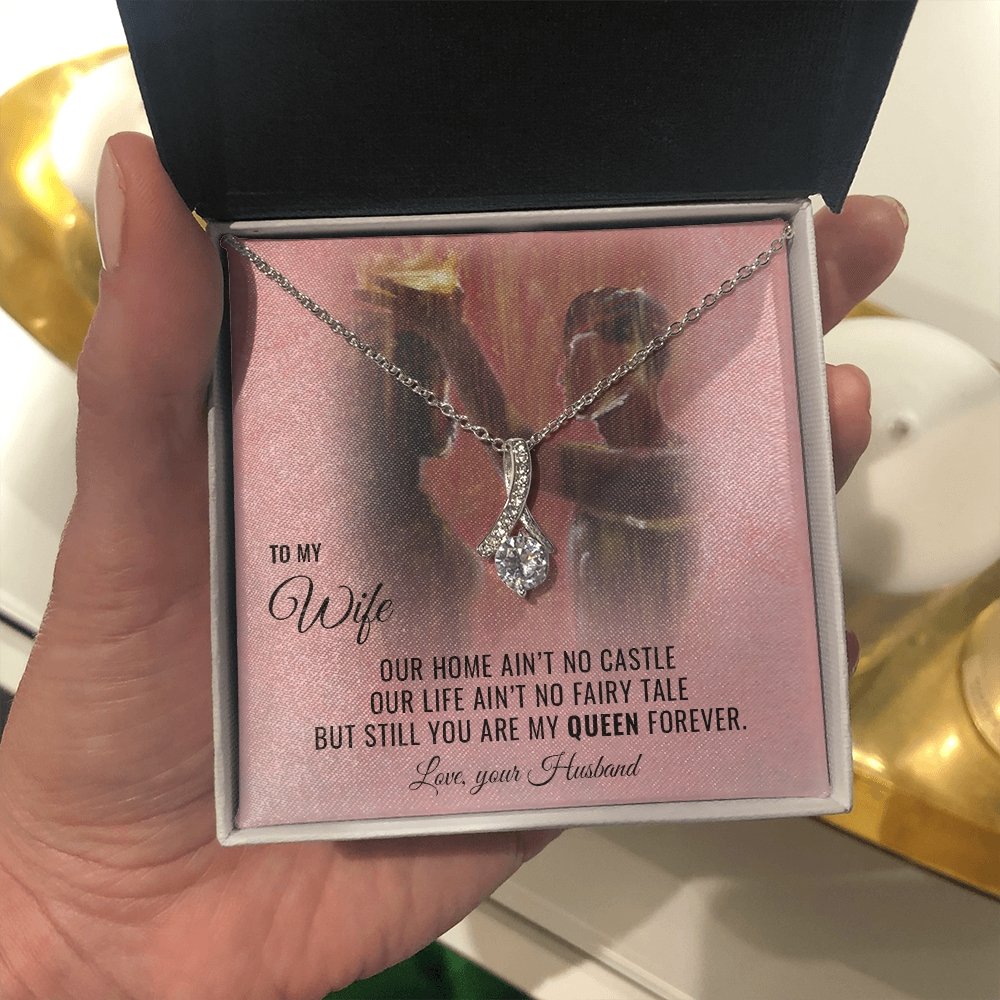 TO MY
Wife
OUR HOME AIN'T NO CASTLE
OUR LIFE AIN'T NO FAIRY TALE
BUT STILL YOU ARE MY QUEEN FOREVER.
Love, your Husband